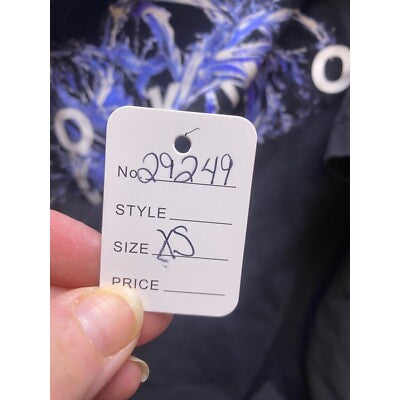 No. 29249
STYLE
SIZE XS
PRICE